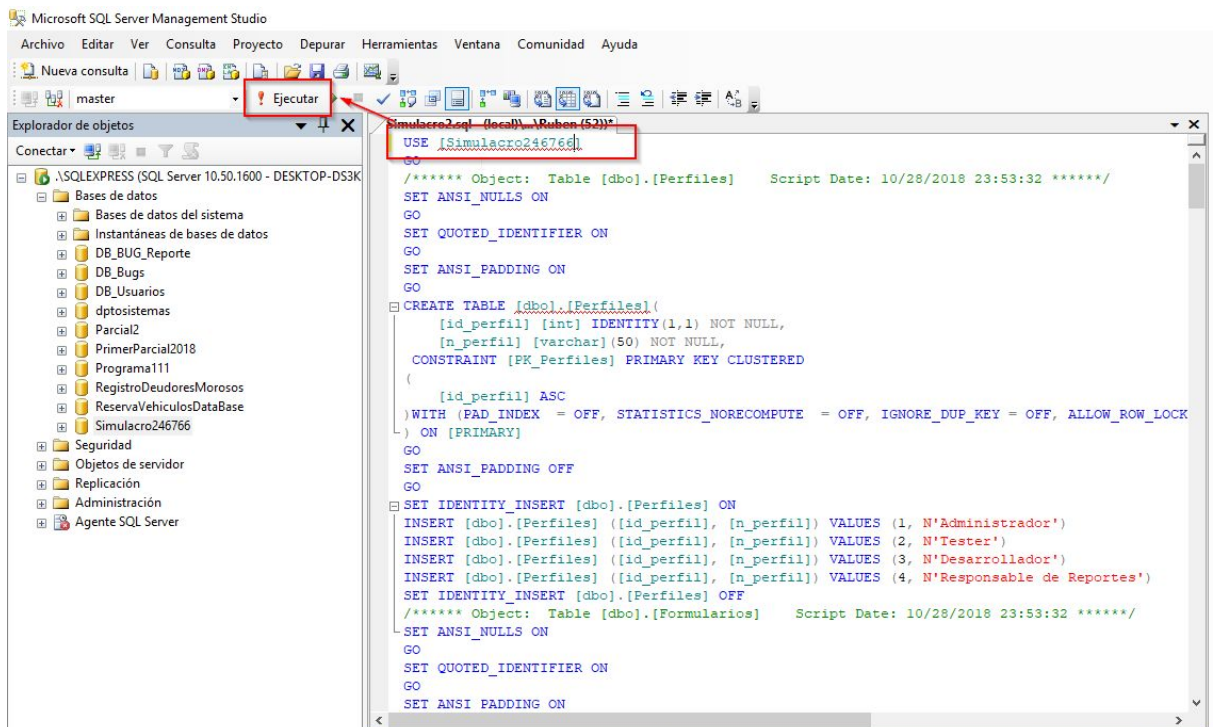 Microsoft SQL Server Management Studio
Archivo Editar Ver Consulta Proyecto Depurar Herramientas Ventana Comunidad Ayuda
Nueva consulta
master Ejecutar
Explorador de objetos
Conectar
.\SQLEXPRESS (SQL Server 10.50.1600 - DESKTOP-DS3K
Bases de datos
Bases de datos del sistema
Instantáneas de bases de datos
DB_BUG_Reporte
DB_Bugs
DB_Usuarios
dptosistemas
Parcial2
PrimerParcial2018
Programa111
RegistroDeudoresMorosos
ReservaVehiculosDataBase
Simulacro246766
Seguridad
Objetos de servidor
Replicación
Administración
Agente SQL Server
Simulacro2.sql - (local)\...\Ruben (52))*
USE [Simulacro246766]
GO
/****** Object:  Table [dbo].[Perfiles]    Script Date: 10/28/2018 23:53:32 ******/
SET ANSI_NULLS ON
GO
SET QUOTED_IDENTIFIER ON
GO
SET ANSI_PADDING ON
GO
CREATE TABLE [dbo].[Perfiles](
[id_perfil] [int] IDENTITY(1,1) NOT NULL,
[n_perfil] [varchar](50) NOT NULL,
CONSTRAINT [PK_Perfiles] PRIMARY KEY CLUSTERED
(
[id_perfil] ASC
)WITH (PAD_INDEX  = OFF, STATISTICS_NORECOMPUTE  = OFF, IGNORE_DUP_KEY = OFF, ALLOW_ROW_LOCK
) ON [PRIMARY]
GO
SET ANSI_PADDING OFF
GO
SET IDENTITY_INSERT [dbo].[Perfiles] ON
INSERT [dbo].[Perfiles] ([id_perfil], [n_perfil]) VALUES (1, N'Administrador')
INSERT [dbo].[Perfiles] ([id_perfil], [n_perfil]) VALUES (2, N'Tester')
INSERT [dbo].[Perfiles] ([id_perfil], [n_perfil]) VALUES (3, N'Desarrollador')
INSERT [dbo].[Perfiles] ([id_perfil], [n_perfil]) VALUES (4, N'Responsable de Reportes')
SET IDENTITY_INSERT [dbo].[Perfiles] OFF
/****** Object:  Table [dbo].[Formularios]    Script Date: 10/28/2018 23:53:32 ******/
SET ANSI_NULLS ON
GO
SET QUOTED_IDENTIFIER ON
GO
SET ANSI_PADDING ON